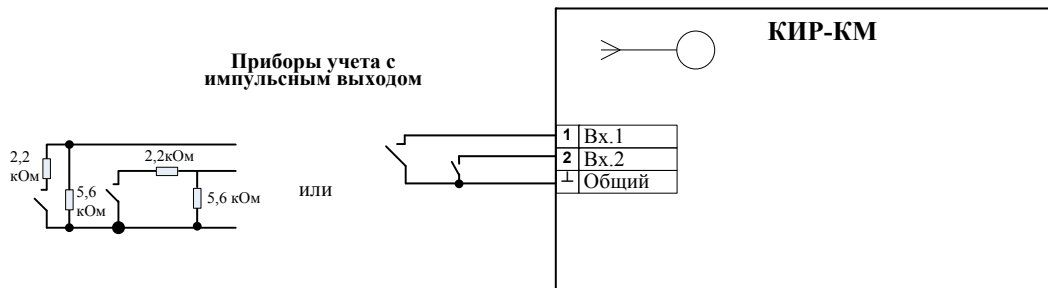 КИР-КМ
Приборы учета с
импульсным выходом
1 Вх.1
2 Вх.2
⊥ Общий
2,2
кОм
2,2кОм
5,6
кОм
5,6 кОм
или